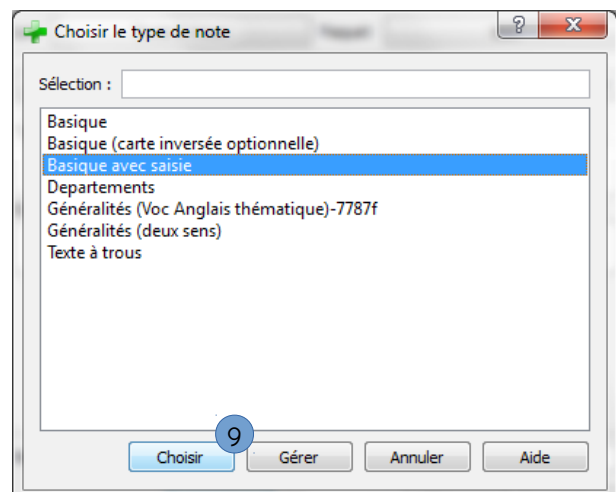 Choisir le type de note
Sélection :
Basique
Basique (carte inversée optionnelle)
Basique avec saisie
Departements
Généralités (Voc Anglais thématique)-7787f
Généralités (deux sens)
Texte à trous
9
Choisir Gérer Annuler Aide